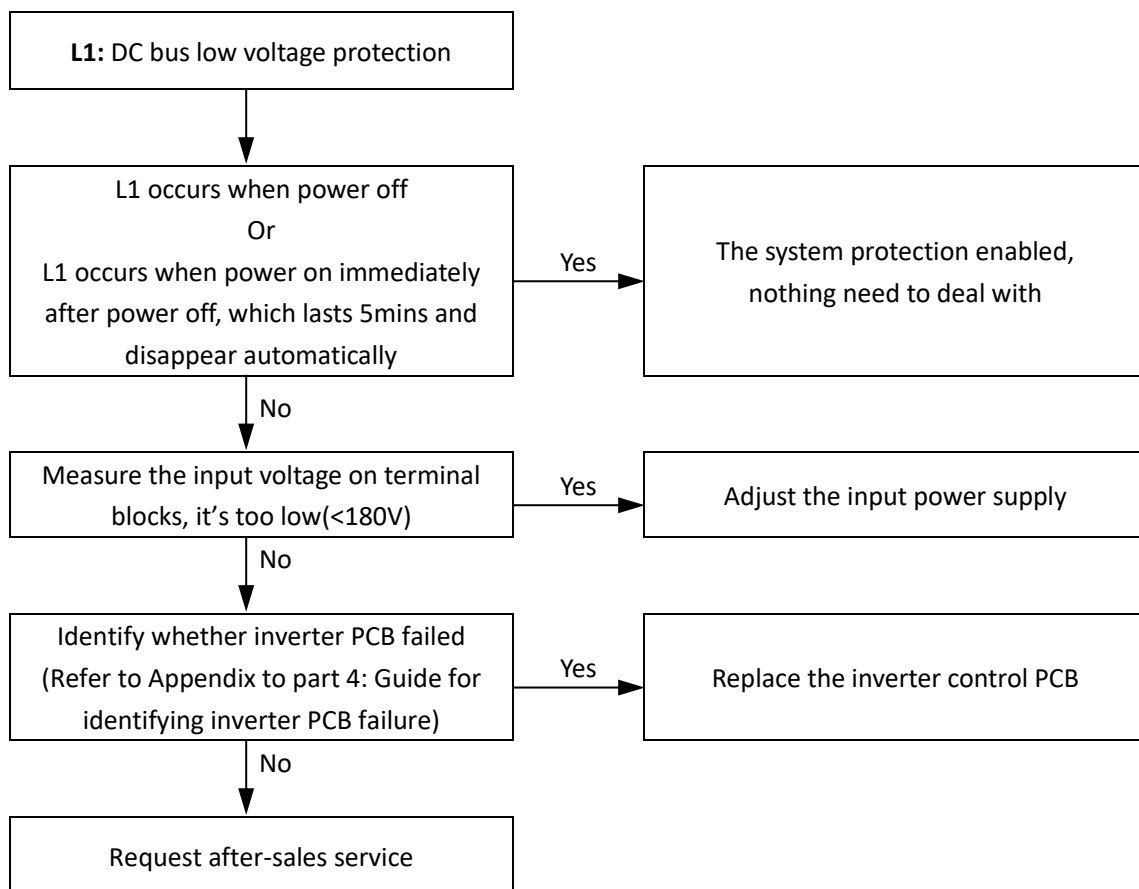 L1: DC bus low voltage protection
L1 occurs when power off
Or
L1 occurs when power on immediately
after power off, which lasts 5mins and
disappear automatically
Yes
The system protection enabled,
nothing need to deal with
No
Measure the input voltage on terminal
blocks, it’s too low(<180V)
Yes
Adjust the input power supply
No
Identify whether inverter PCB failed
(Refer to Appendix to part 4: Guide for
identifying inverter PCB failure)
Yes
Replace the inverter control PCB
No
Request after-sales service